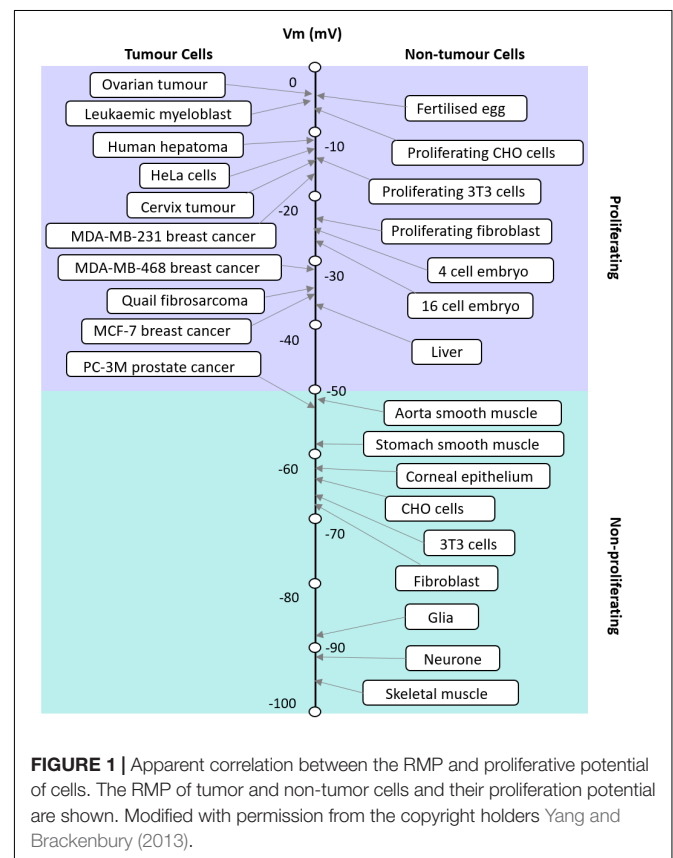 Vm (mV)
Tumour Cells
Non-tumour Cells
0
Ovarian tumour
Leukaemic myeloblast
Fertilised egg
-10
Human hepatoma
Proliferating CHO cells
HeLa cells
Proliferating 3T3 cells
Cervix tumour
-20
MDA-MB-231 breast cancer
Proliferating fibroblast
MDA-MB-468 breast cancer
4 cell embryo
-30
Quail fibrosarcoma
16 cell embryo
MCF-7 breast cancer
-40
Liver
PC-3M prostate cancer
Proliferating
-50
Aorta smooth muscle
Stomach smooth muscle
-60
Corneal epithelium
CHO cells
-70
3T3 cells
Fibroblast
-80
Glia
-90
Neurone
Skeletal muscle
-100
Non-proliferating
FIGURE 1 | Apparent correlation between the RMP and proliferative potential
of cells. The RMP of tumor and non-tumor cells and their proliferation potential
are shown. Modified with permission from the copyright holders Yang and
Brackenbury (2013).